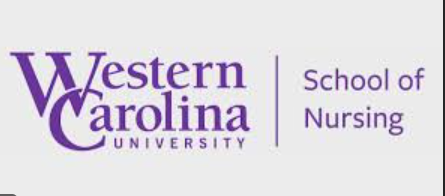 Western
Carolina
UNIVERSITY
School of
Nursing